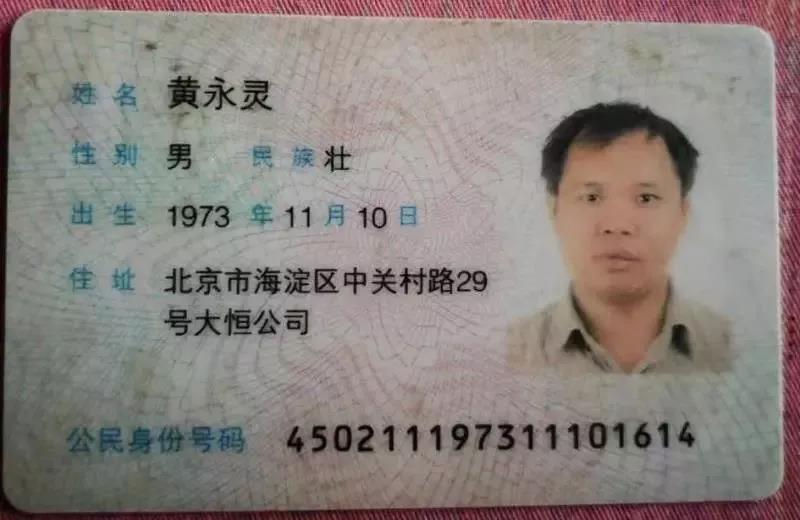 姓名 黄永灵
性别 男 民族 壮
出生 1973 年 11 月 10 日
住址 北京市海淀区中关村路29
号大恒公司
公民身份号码 450211197311101614